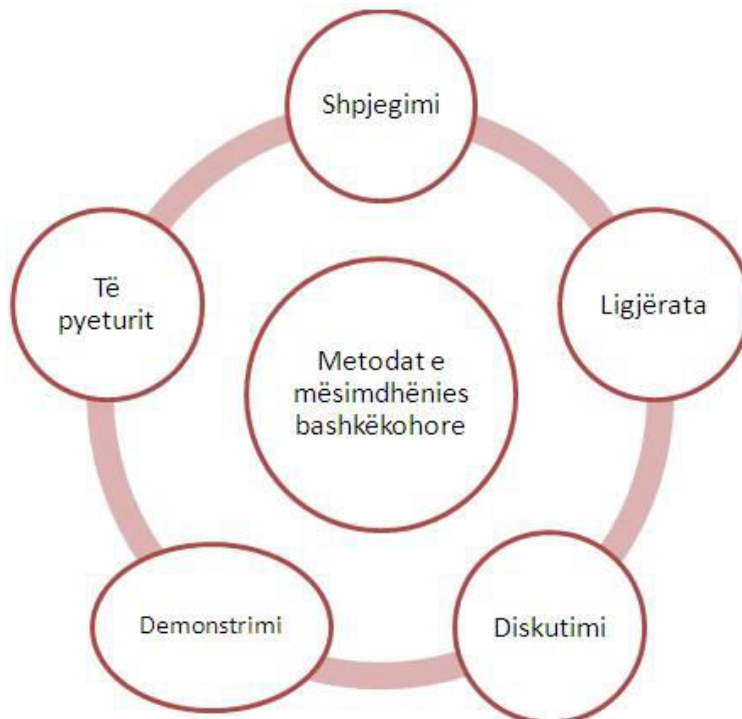 Shpjegimi
Ligjërata
Diskutimi
Demonstrimi
Të
pyeturit
Metodat e
mësimdhënies
bashkëkohore